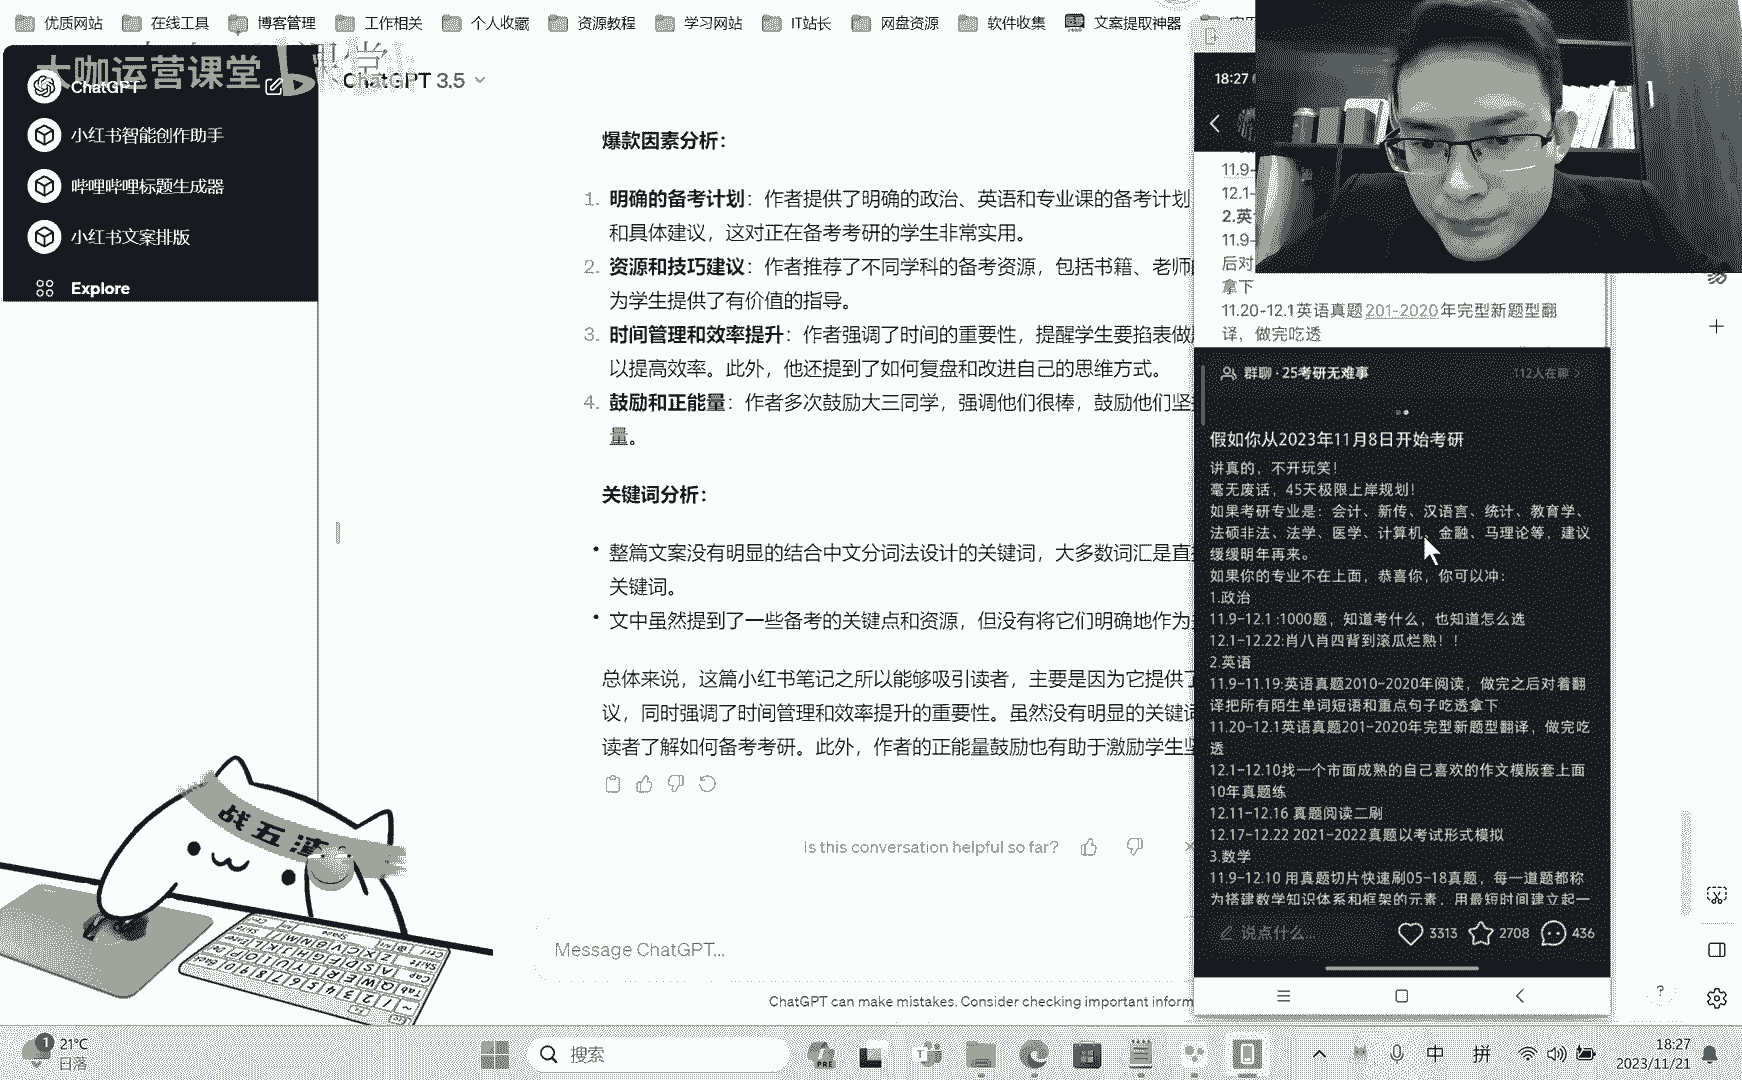 优质网站
在线工具
博客管理
工作相关
个人收藏
资源教程
学习网站
IT站长
网盘资源
软件收集
文案提取神器
大咖运营课堂
ChatGPT
小红书智能创作助手
哔哩哔哩标题生成器
小红书文案排版
Explore
ChatGPT 3.5
爆款因素分析：
1. 明确的备考计划：作者提供了明确的政治、英语和专业课的备考计划
和具体建议，这对正在备考考研的学生非常实用。
2. 资源和技巧建议：作者推荐了不同学科的备考资源，包括书籍、老师
为学生提供了有价值的指导。
3. 时间管理和效率提升：作者强调了时间的重要性，提醒学生要掐表做
以提高效率。此外，他还提到了如何复盘和改进自己的思维方式。
4. 鼓励和正能量：作者多次鼓励大三同学，强调他们很棒，鼓励他们坚
量。
关键词分析：
• 整篇文案没有明显的结合中文分词法设计的关键词，大多数词汇是直
关键词。
• 文中虽然提到了一些备考的关键点和资源，但没有将它们明确地作为
总体来说，这篇小红书笔记之所以能够吸引读者，主要是因为它提供了
议，同时强调了时间管理和效率提升的重要性。虽然没有明显的关键词
读者了解如何备考考研。此外，作者的正能量鼓励也有助于激励学生坚
Is this conversation helpful so far?
Message ChatGPT...
ChatGPT can make mistakes. Consider checking important inform
18:27
11.9-
12.1-
2.英
11.9-
后对
拿下
11.20-12.1英语真题201-2020年完型新题型翻
译，做完吃透
群聊·25考研无难事
112人在聊
假如你从2023年11月8日开始考研
讲真的，不开玩笑！
毫无废话，45天极限上岸规划！
如果考研专业是：会计、新传、汉语言、统计、教育学、
法硕非法、法学、医学、计算机、金融、马理论等，建议
缓缓明年再来。
如果你的专业不在上面，恭喜你，你可以冲：
1.政治
11.9-12.1 :1000题，知道考什么，也知道怎么选
12.1-12.22:肖八肖四背到滚瓜烂熟！！
2.英语
11.9-11.19:英语真题2010-2020年阅读，做完之后对着翻
译把所有陌生单词短语和重点句子吃透拿下
11.20-12.1英语真题201-2020年完型新题型翻译，做完吃
透
12.1-12.10找一个市面成熟的自己喜欢的作文模版套上面
10年真题练
12.11-12.16 真题阅读二刷
12.17-12.22 2021-2022真题以考试形式模拟
3.数学
11.9-12.10 用真题切片快速刷05-18真题，每一道题都称
为搭建数学知识体系和框架的元素，用最短时间建立起一
说点什么...
3313
2708
436
战五渣
1
21°C
日落
搜索
中
拼
18:27
2023/11/21